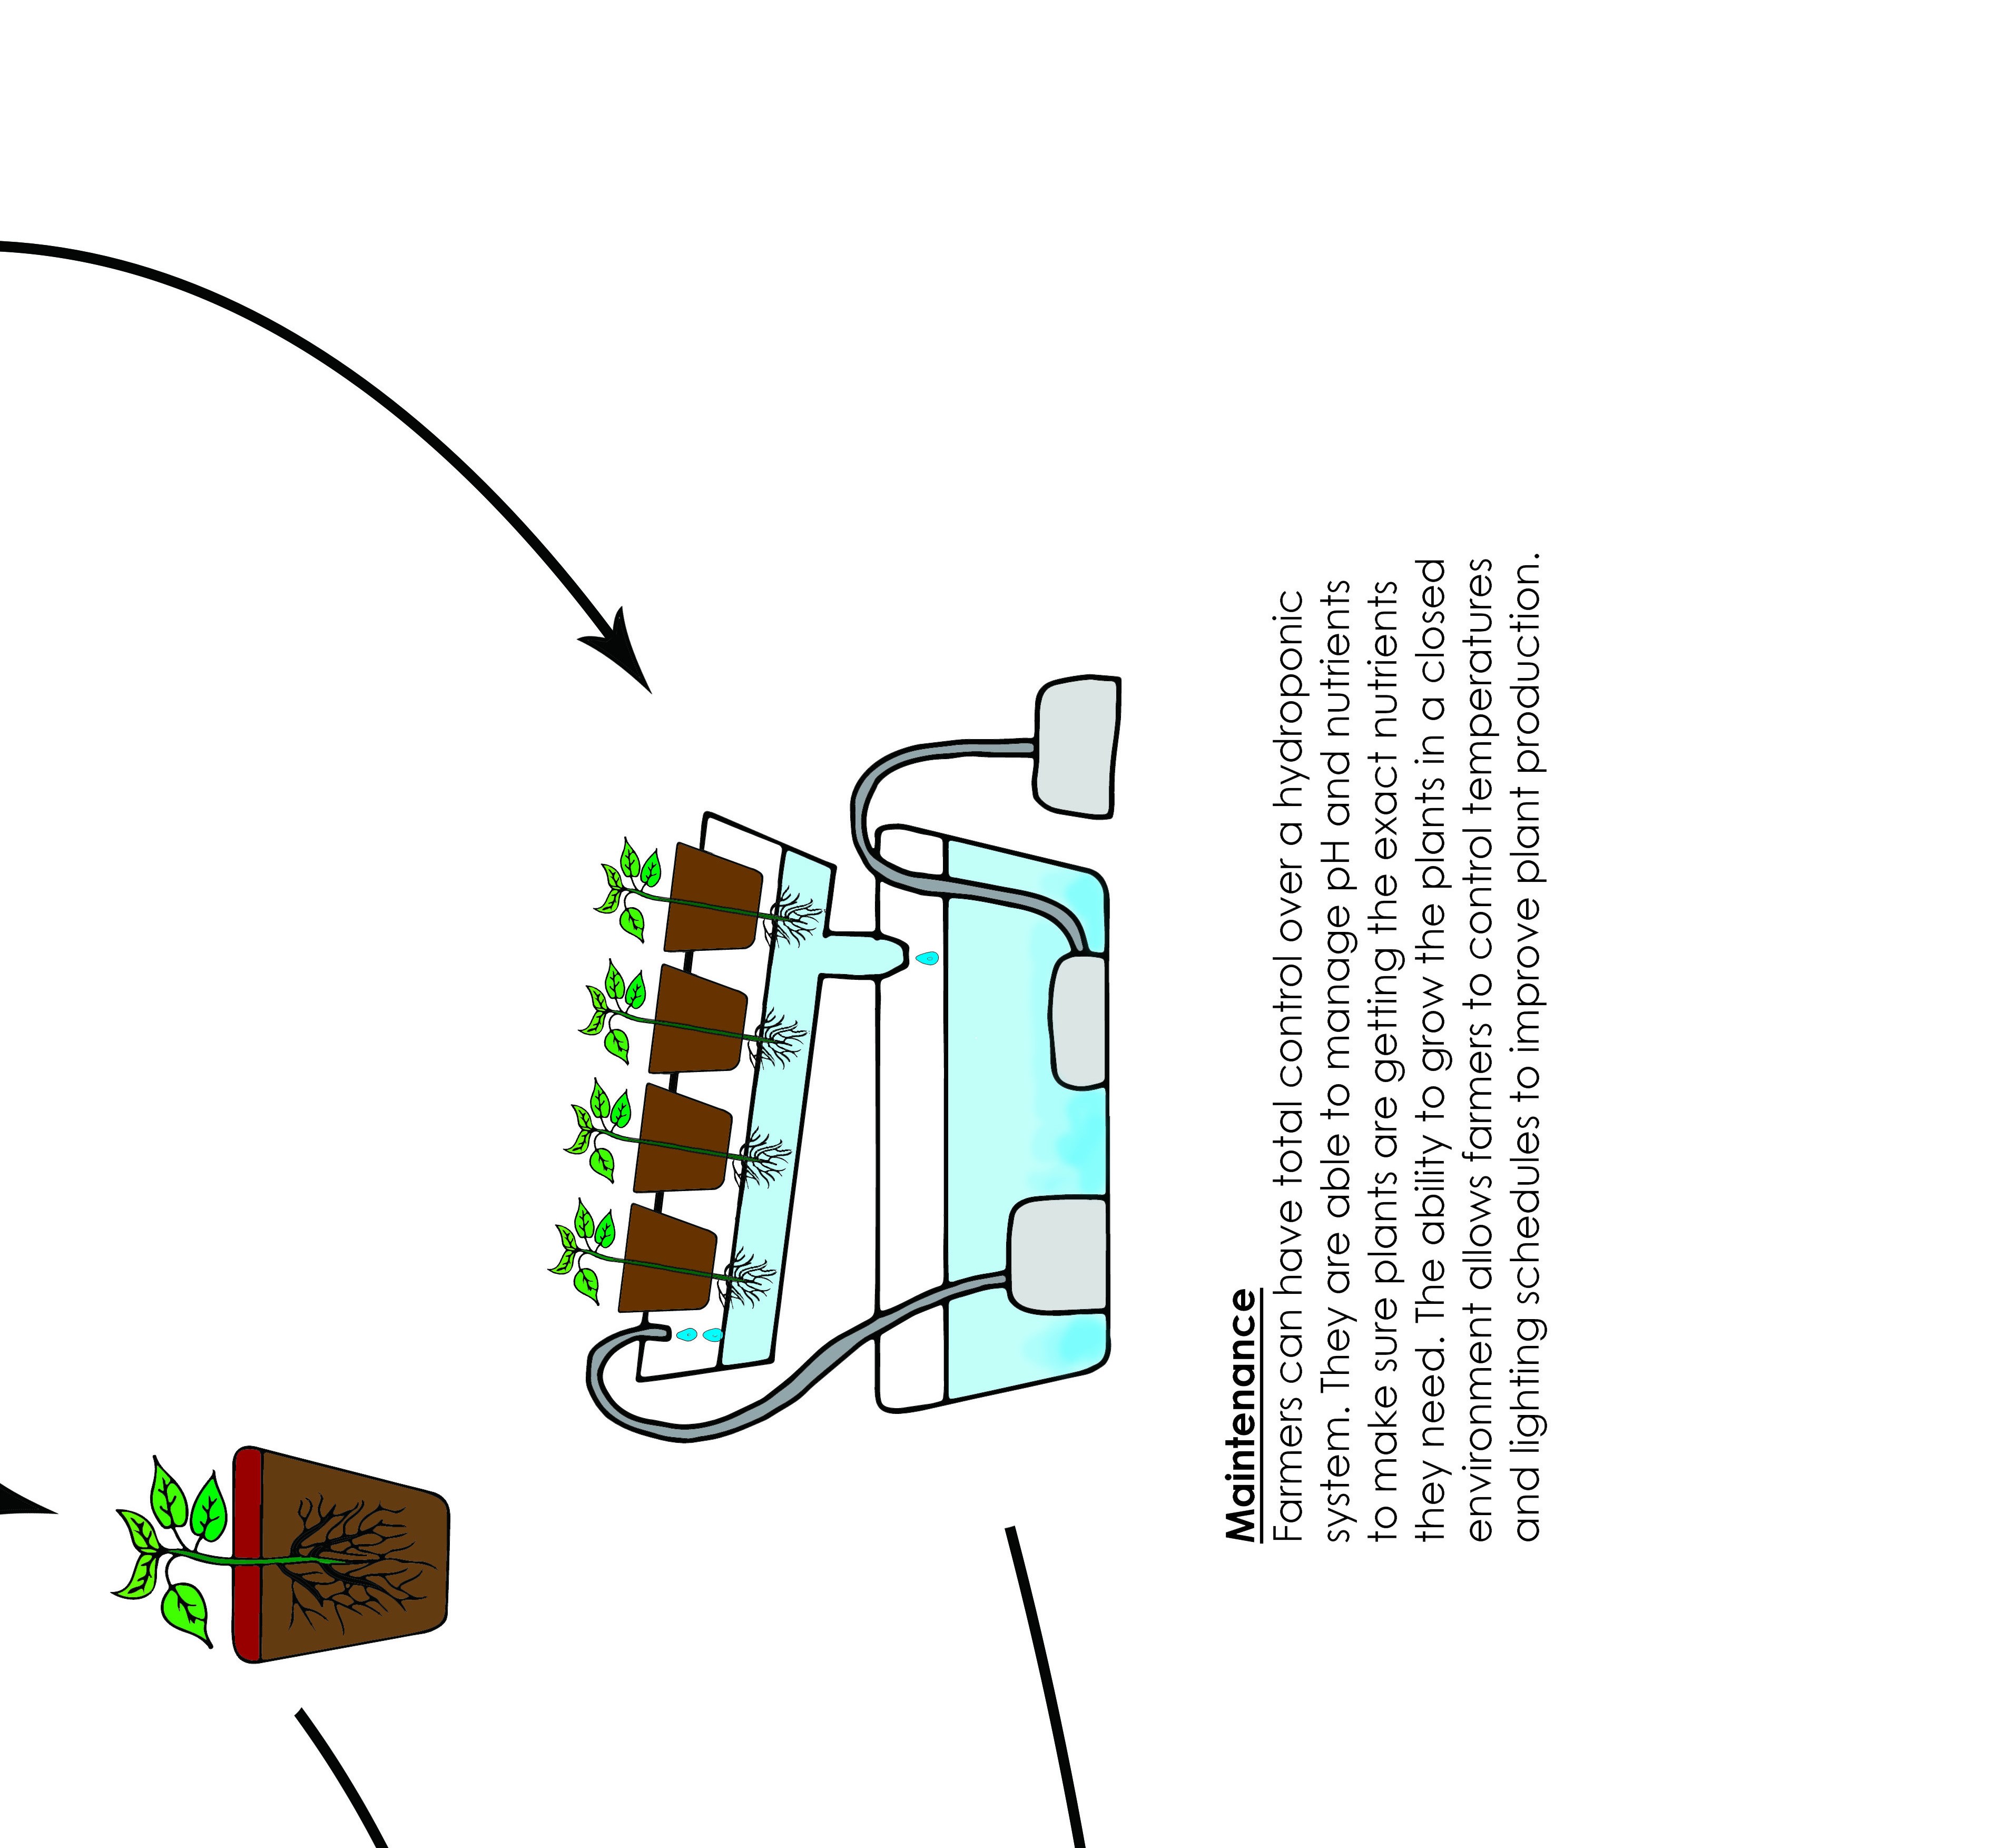 Maintenance
Farmers can have total control over a hydroponic
system. They are able to manage pH and nutrients
to make sure plants are getting the exact nutrients
they need. The ability to grow the plants in a closed
environment allows farmers to control temperatures
and lighting schedules to improve plant production.